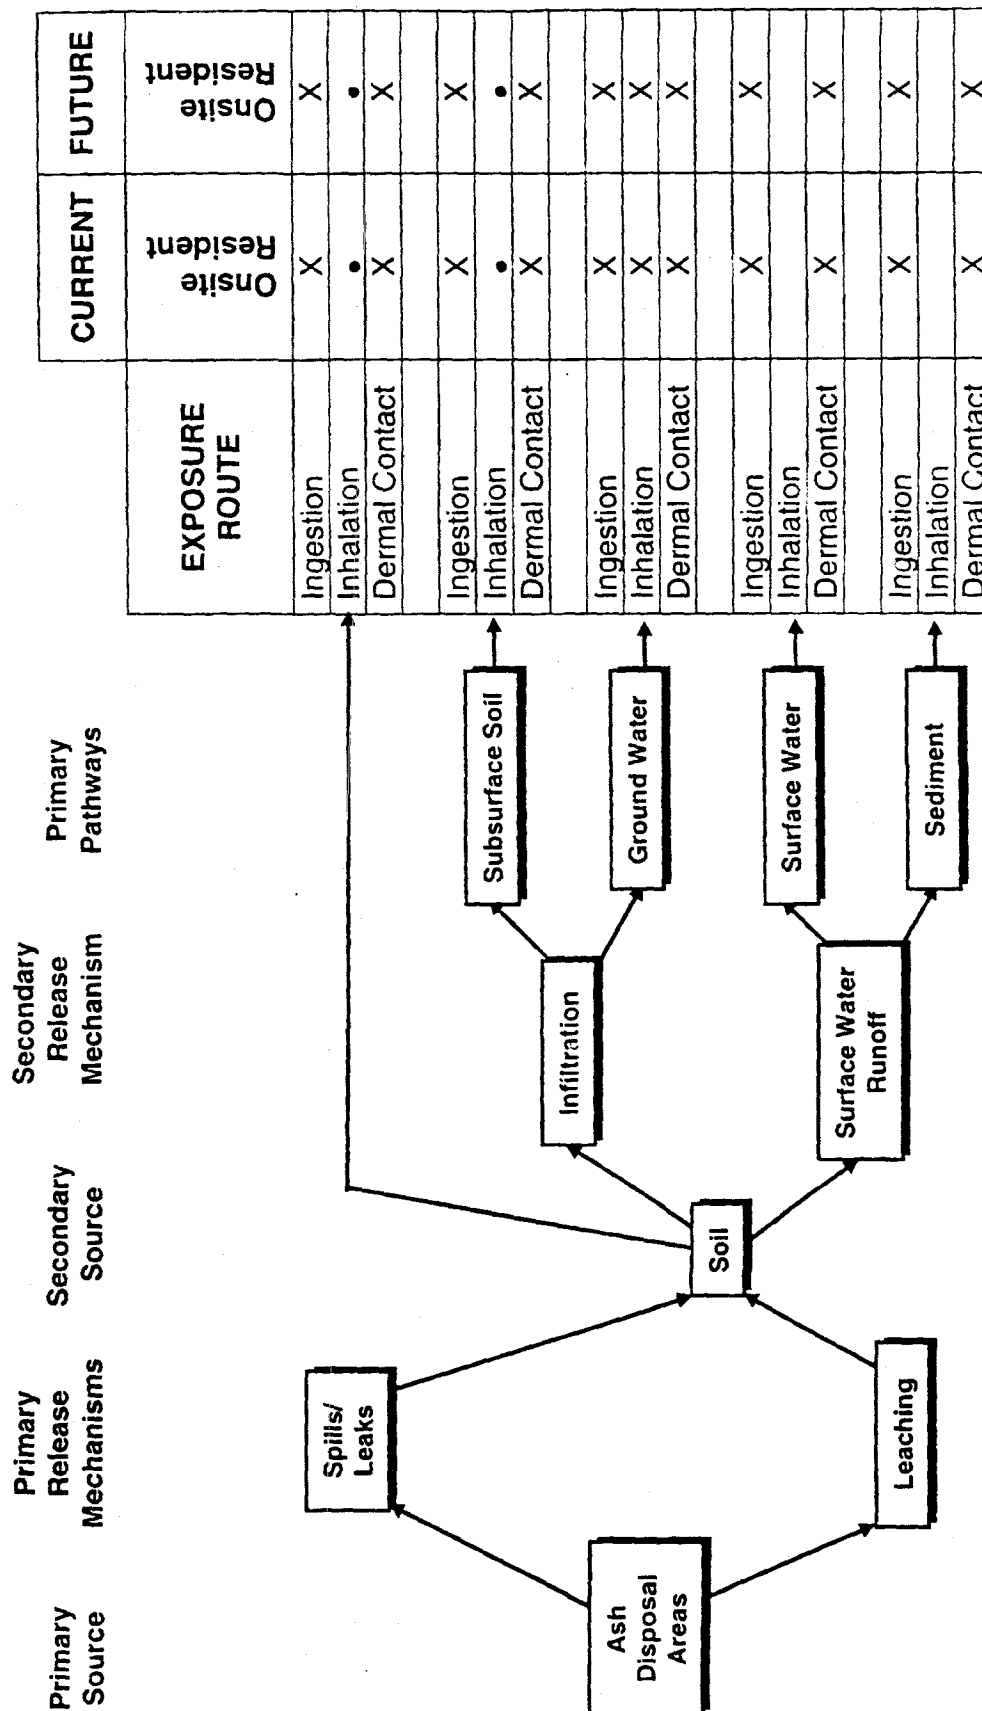 Primary
Source
Primary
Release
Mechanisms
Secondary
Source
Secondary
Release
Mechanism
Primary
Pathways
CURRENT
FUTURE
EXPOSURE
ROUTE
Onsite
Resident
Onsite
Resident
Ash
Disposal
Areas
Spills/
Leaks
Leaching
Soil
Infiltration
Surface Water
Runoff
Subsurface Soil
Ground Water
Surface Water
Sediment
Ingestion X X
Inhalation • •
Dermal Contact X X
Ingestion X X
Inhalation • •
Dermal Contact X X
Ingestion X X
Inhalation X X
Dermal Contact X X
Ingestion X X
Inhalation
Dermal Contact X X
Ingestion X X
Inhalation
Dermal Contact X X